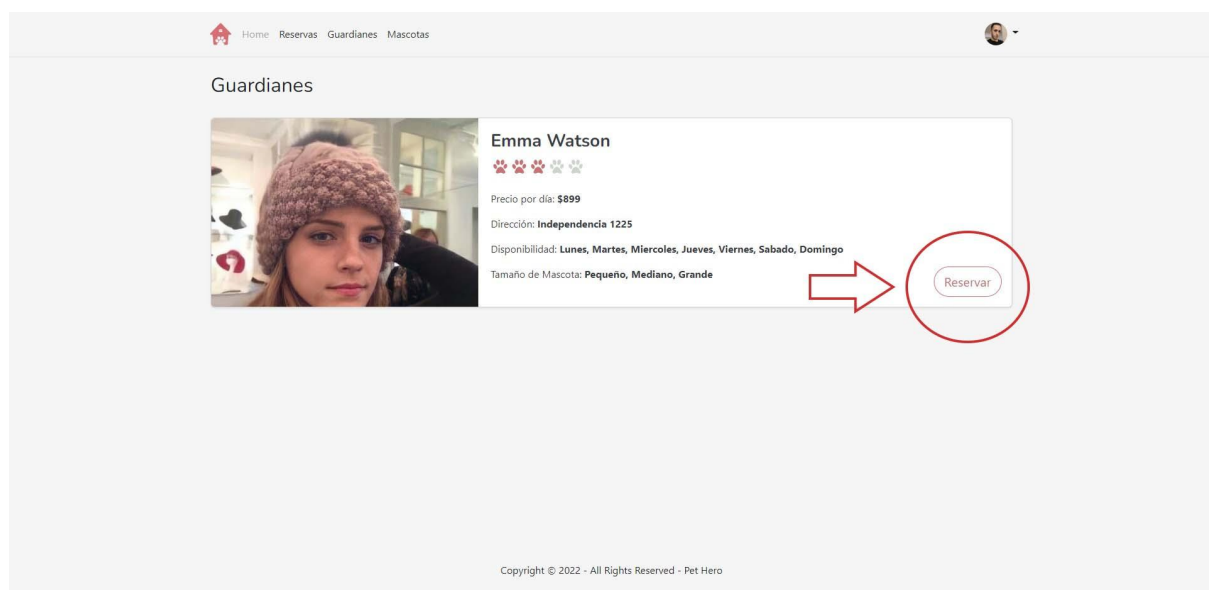 Home Reservas Guardianes Mascotas
Guardianes
Emma Watson
Precio por día: $899
Dirección: Independencia 1225
Disponibilidad: Lunes, Martes, Miercoles, Jueves, Viernes, Sabado, Domingo
Tamaño de Mascota: Pequeño, Mediano, Grande
Reservar
Copyright © 2022 - All Rights Reserved - Pet Hero